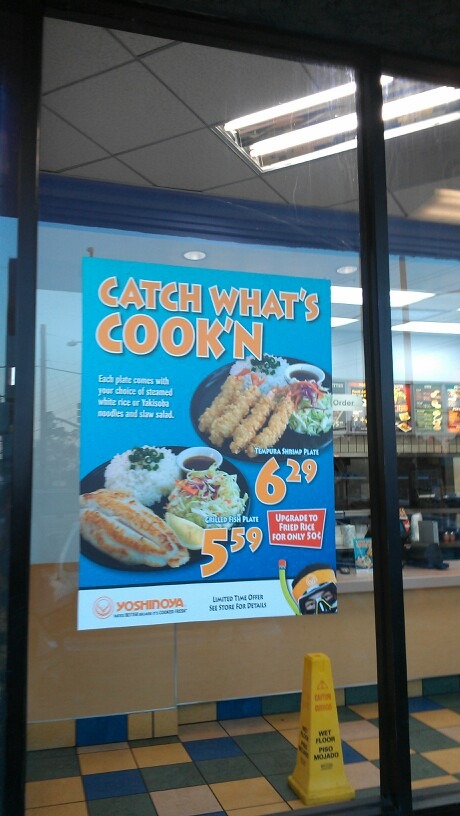 CATCH WHAT'S
COOK'N
Each plate comes with
your choice of steamed
white rice or Yakisoba
noodles and slaw salad.
TEMPURA SHRIMP PLATE
6²⁹
GRILLED FISH PLATE
5⁵⁹
UPGRADE TO
FRIED RICE
FOR ONLY 50¢
YOSHINOYA
LIMITED TIME OFFER
SEE STORE FOR DETAILS
Order
CAUTION
WET
FLOOR
PISO
MOJADO